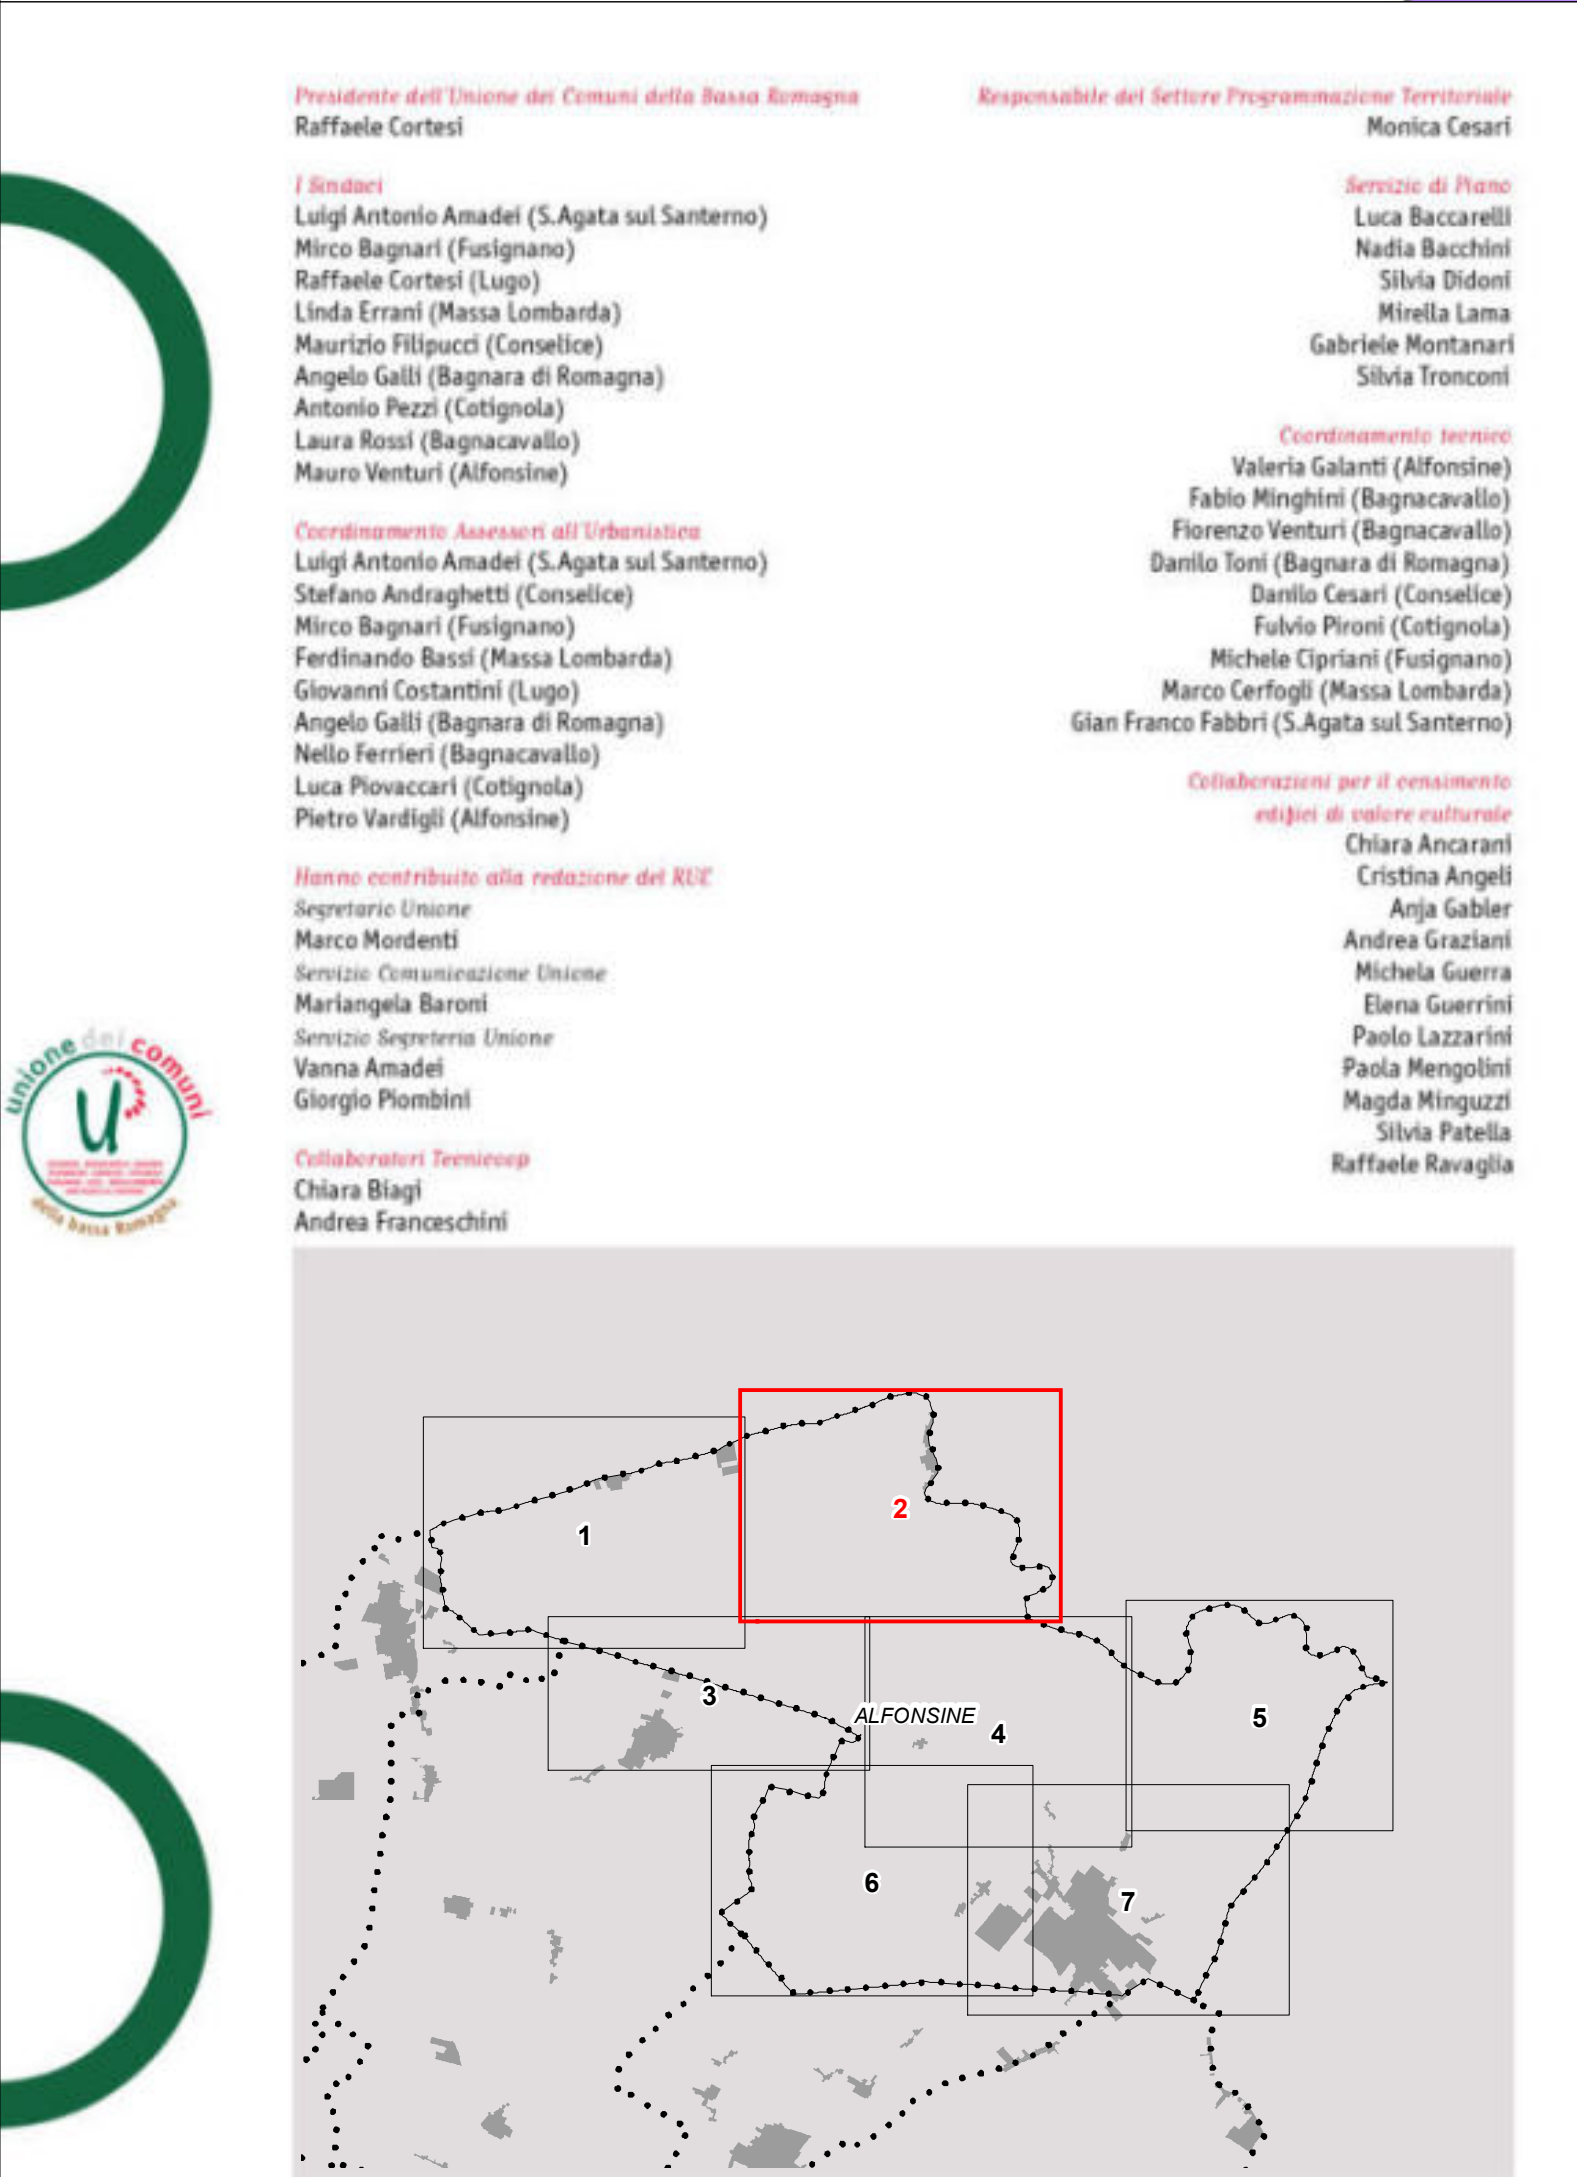 Presidente dell'Unione dei Comuni della Bassa Romagna
Raffaele Cortesi
I Sindaci
Luigi Antonio Amadei (S.Agata sul Santerno)
Mirco Bagnari (Fusignano)
Raffaele Cortesi (Lugo)
Linda Errani (Massa Lombarda)
Maurizio Filipucci (Conselice)
Angelo Galli (Bagnara di Romagna)
Antonio Pezzi (Cotignola)
Laura Rossi (Bagnacavallo)
Mauro Venturi (Alfonsine)
Coordinamento Assessori all'Urbanistica
Luigi Antonio Amadei (S.Agata sul Santerno)
Stefano Andraghetti (Conselice)
Mirco Bagnari (Fusignano)
Ferdinando Bassi (Massa Lombarda)
Giovanni Costantini (Lugo)
Angelo Galli (Bagnara di Romagna)
Nello Ferrieri (Bagnacavallo)
Luca Piovaccari (Cotignola)
Pietro Vardigli (Alfonsine)
Hanno contribuito alla redazione del RUE
Segretario Unione
Marco Mordenti
Servizio Comunicazione Unione
Mariangela Baroni
Servizio Segreteria Unione
Vanna Amadei
Giorgio Piombini
Collaboratori Tecnicoop
Chiara Biagi
Andrea Franceschini
Responsabile del Settore Programmazione Territoriale
Monica Cesari
Servizio di Piano
Luca Baccarelli
Nadia Bacchini
Silvia Didoni
Mirella Lama
Gabriele Montanari
Silvia Tronconi
Coordinamento tecnico
Valeria Galanti (Alfonsine)
Fabio Minghini (Bagnacavallo)
Fiorenzo Venturi (Bagnacavallo)
Danilo Toni (Bagnara di Romagna)
Danilo Cesari (Conselice)
Fulvio Pironi (Cotignola)
Michele Cipriani (Fusignano)
Marco Cerfogli (Massa Lombarda)
Gian Franco Fabbri (S.Agata sul Santerno)
Collaborazioni per il censimento
edifici di valore culturale
Chiara Ancarani
Cristina Angeli
Anja Gabler
Andrea Graziani
Michela Guerra
Elena Guerrini
Paolo Lazzarini
Paola Mengolini
Magda Minguzzi
Silvia Patella
Raffaele Ravaglia
unione dei comuni
U
della bassa Romagna
2
1
3
ALFONSINE
4
5
6
7